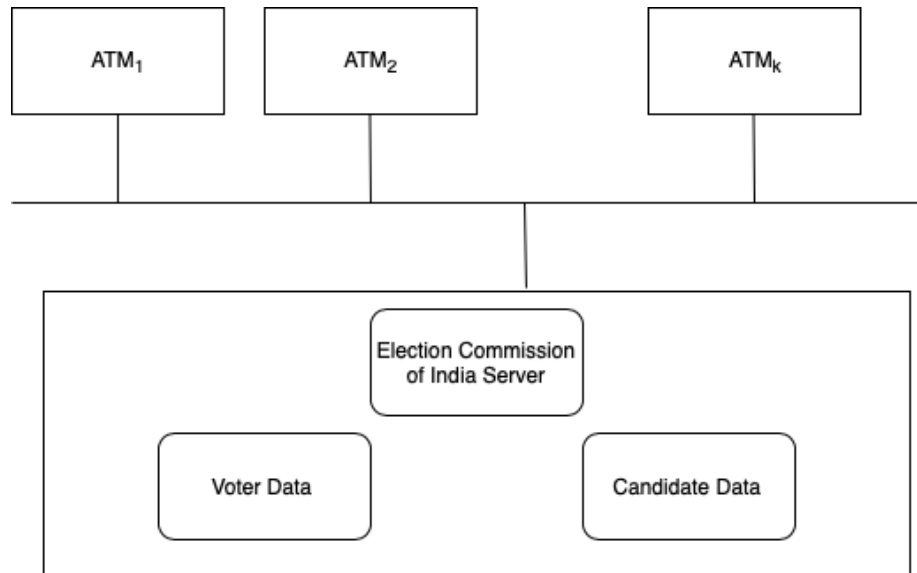 ATM₁
ATM₂
ATMₖ
Election Commission
of India Server
Voter Data
Candidate Data